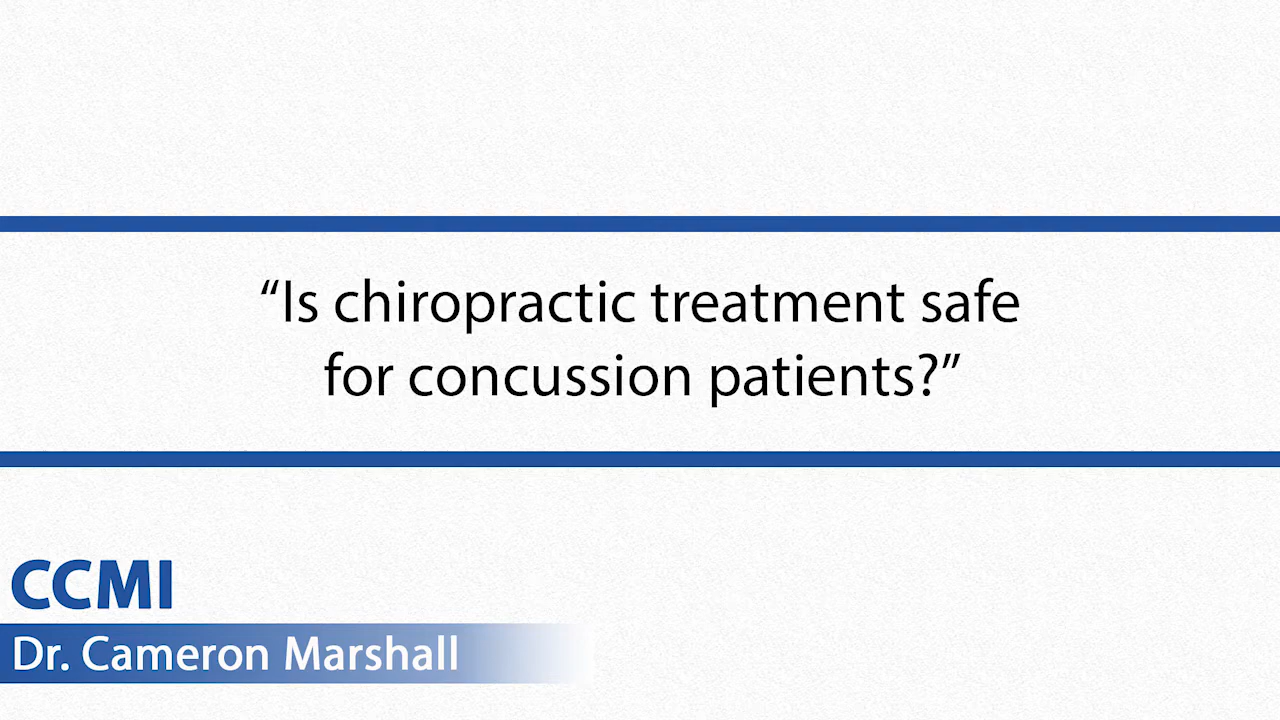 “Is chiropractic treatment safe
for concussion patients?”
CCMI
Dr. Cameron Marshall